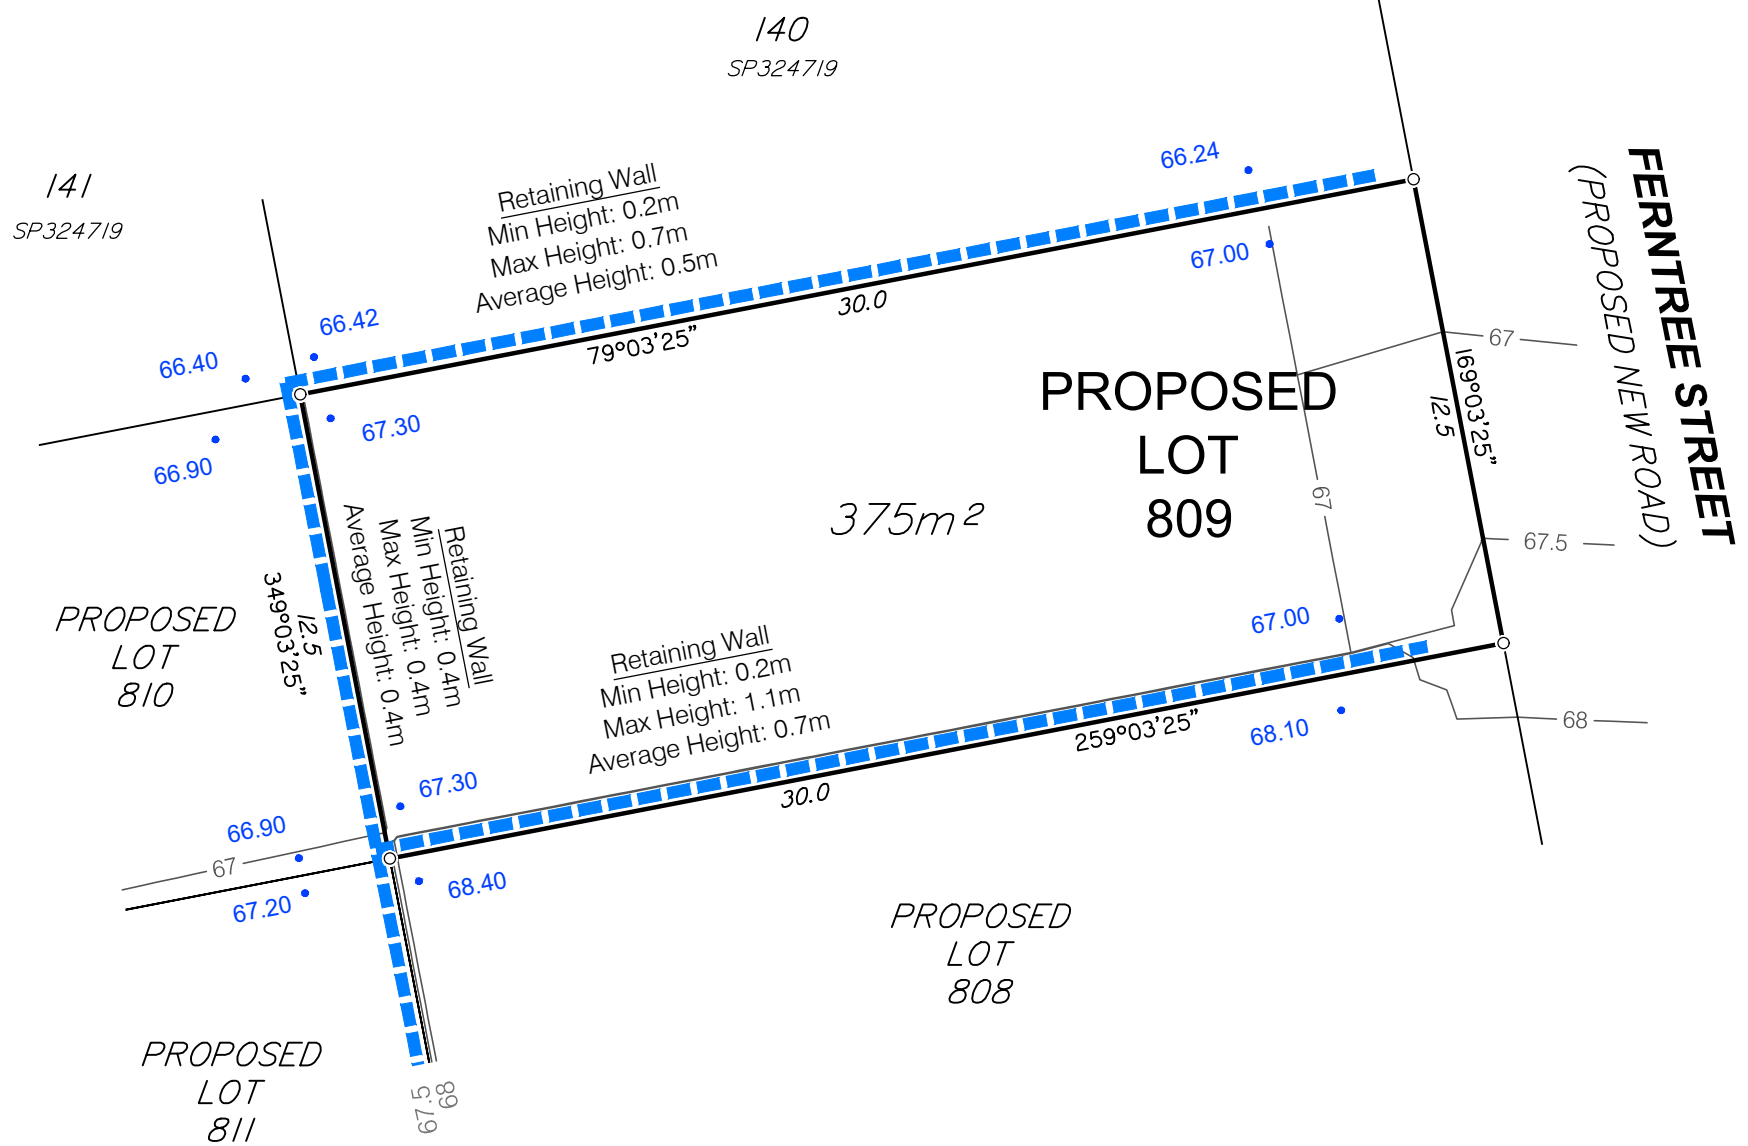 140
SP324719
141
SP324719
FERNTREE STREET
(PROPOSED NEW ROAD)
Retaining Wall
Min Height: 0.2m
Max Height: 0.7m
Average Height: 0.5m
66.24
67.00
66.42
66.40
67.30
66.90
79°03'25"
30.0
67
169°03'25"
12.5
PROPOSED
LOT
809
375m²
67
67.5
Retaining Wall
Min Height: 0.4m
Max Height: 0.4m
Average Height: 0.4m
349°03'25"
12.5
PROPOSED
LOT
810
Retaining Wall
Min Height: 0.2m
Max Height: 1.1m
Average Height: 0.7m
67.00
68.10
68
259°03'25"
30.0
67.30
66.90
67
67.20
68.40
PROPOSED
LOT
808
PROPOSED
LOT
811
67.5
68